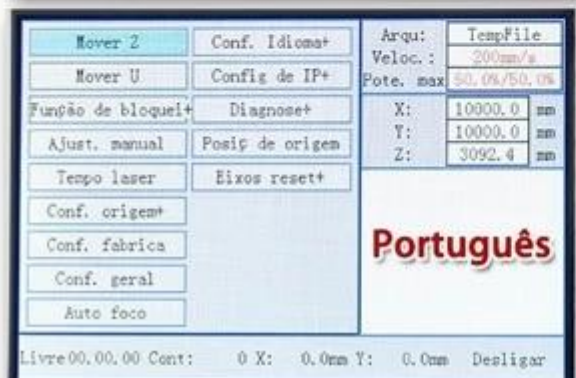 Mover Z
Mover U
Função de bloquei+
Ajust. manual
Tempo laser
Conf. origem+
Conf. fabrica
Conf. geral
Auto foco
Conf. Idioma+
Config de IP+
Diagnose+
Posiç de origem
Eixos reset+
Arqu: TempFile
Veloc.: 200mm/s
Pote. max 50.0%/50.0%
X: 10000.0 mm
Y: 10000.0 mm
Z: 3092.4 mm
Português
Livre00.00.00 Cont: 0 X: 0.0mm Y: 0.0mm Desligar